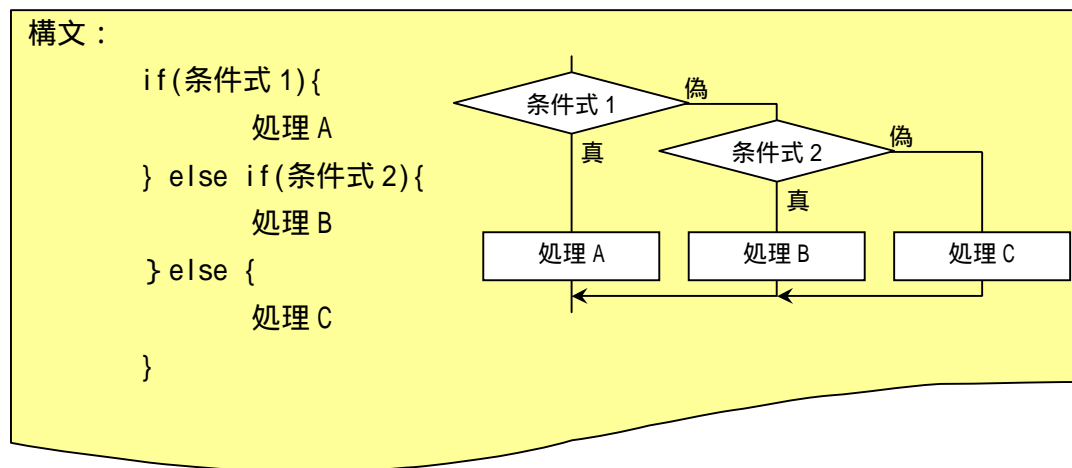 構文：
if(条件式1){
処理A
} else if(条件式2){
処理B
}else {
処理C
}
条件式1
偽
真
条件式2
偽
真
処理A
処理B
処理C